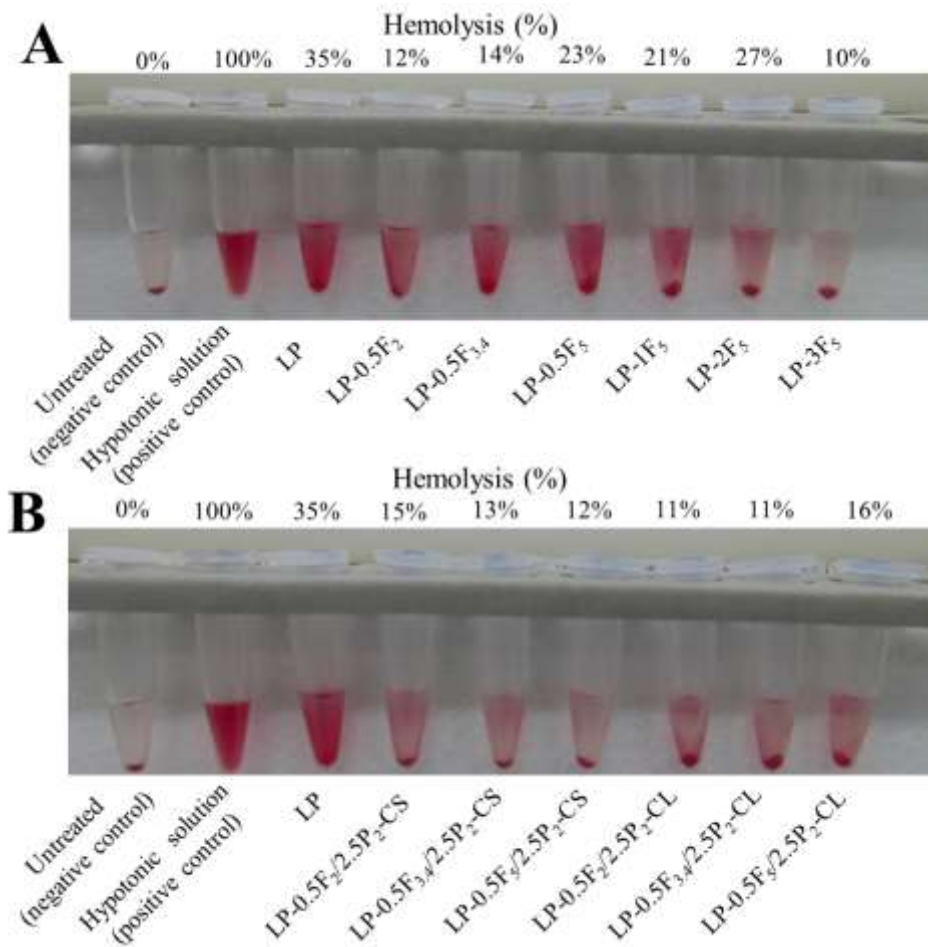 A
Hemolysis (%)
0% 100% 35% 12% 14% 23% 21% 27% 10%
Untreated
(negative control)
Hypotonic solution
(positive control)
LP
LP-0.5F₂
LP-0.5F₃.₄
LP-0.5F₅
LP-1F₅
LP-2F₅
LP-3F₅
B
Hemolysis (%)
0% 100% 35% 15% 13% 12% 11% 11% 16%
Untreated
(negative control)
Hypotonic solution
(positive control)
LP
LP-0.5F₂/2.5P₂-CS
LP-0.5F₃.₄/2.5P₂-CS
LP-0.5F₅/2.5P₂-CS
LP-0.5F₂/2.5P₂-CL
LP-0.5F₃.₄/2.5P₂-CL
LP-0.5F₅/2.5P₂-CL